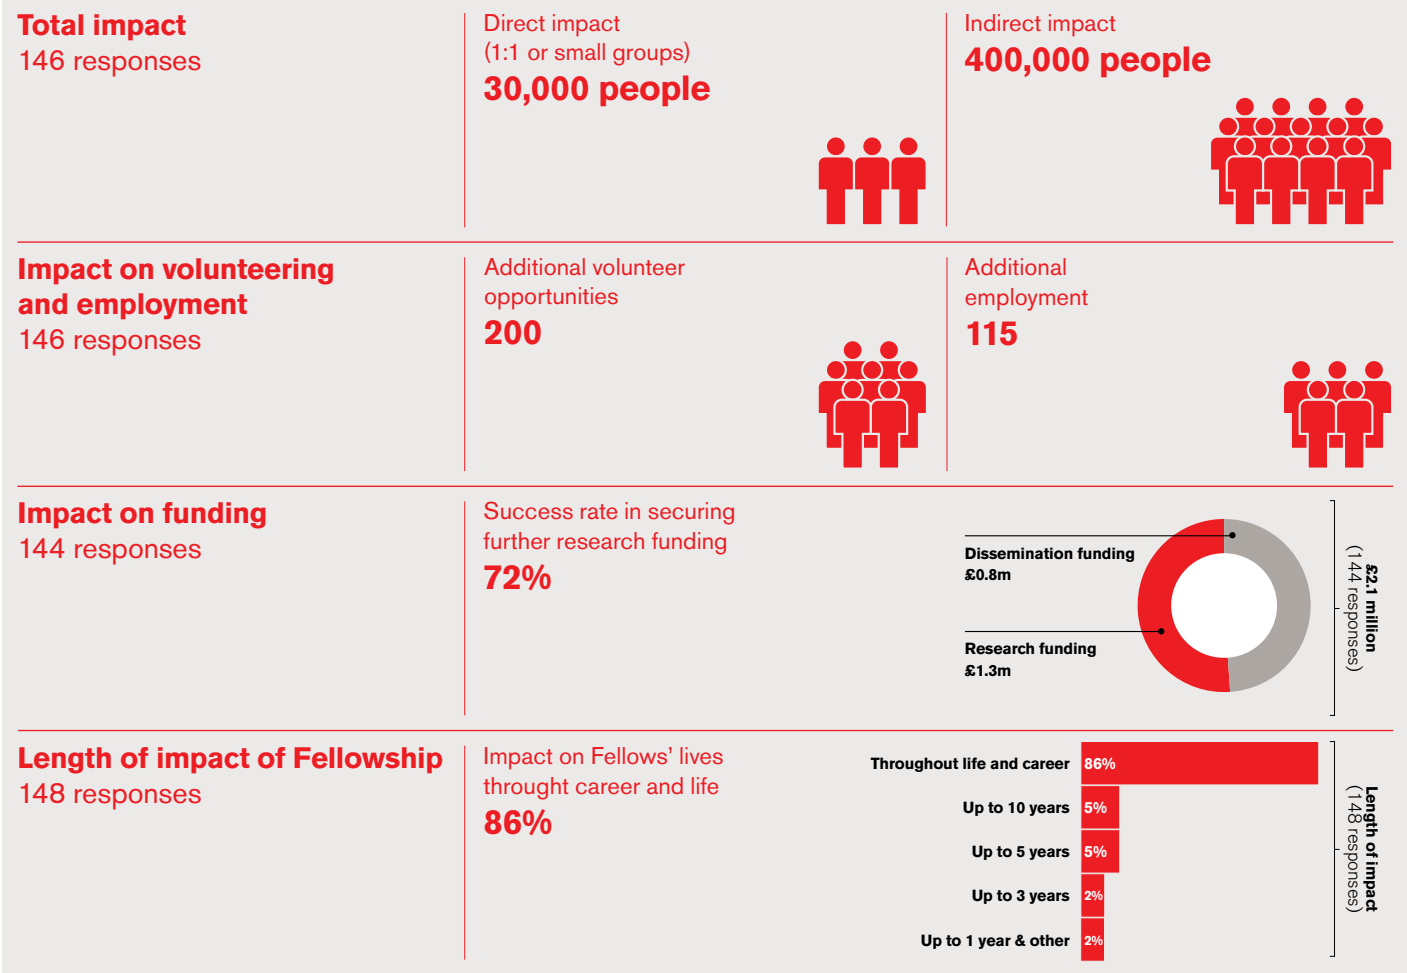 Total impact
146 responses
Direct impact
(1:1 or small groups)
30,000 people
Indirect impact
400,000 people
Impact on volunteering
and employment
146 responses
Additional volunteer
opportunities
200
Additional
employment
115
Impact on funding
144 responses
Success rate in securing
further research funding
72%
Dissemination funding
£0.8m
Research funding
£1.3m
£2.1 million
(144 responses)
Length of impact of Fellowship
148 responses
Impact on Fellows' lives
throught career and life
86%
Throughout life and career 86%
Up to 10 years 5%
Up to 5 years 5%
Up to 3 years 2%
Up to 1 year & other 2%
Length of impact
(148 responses)